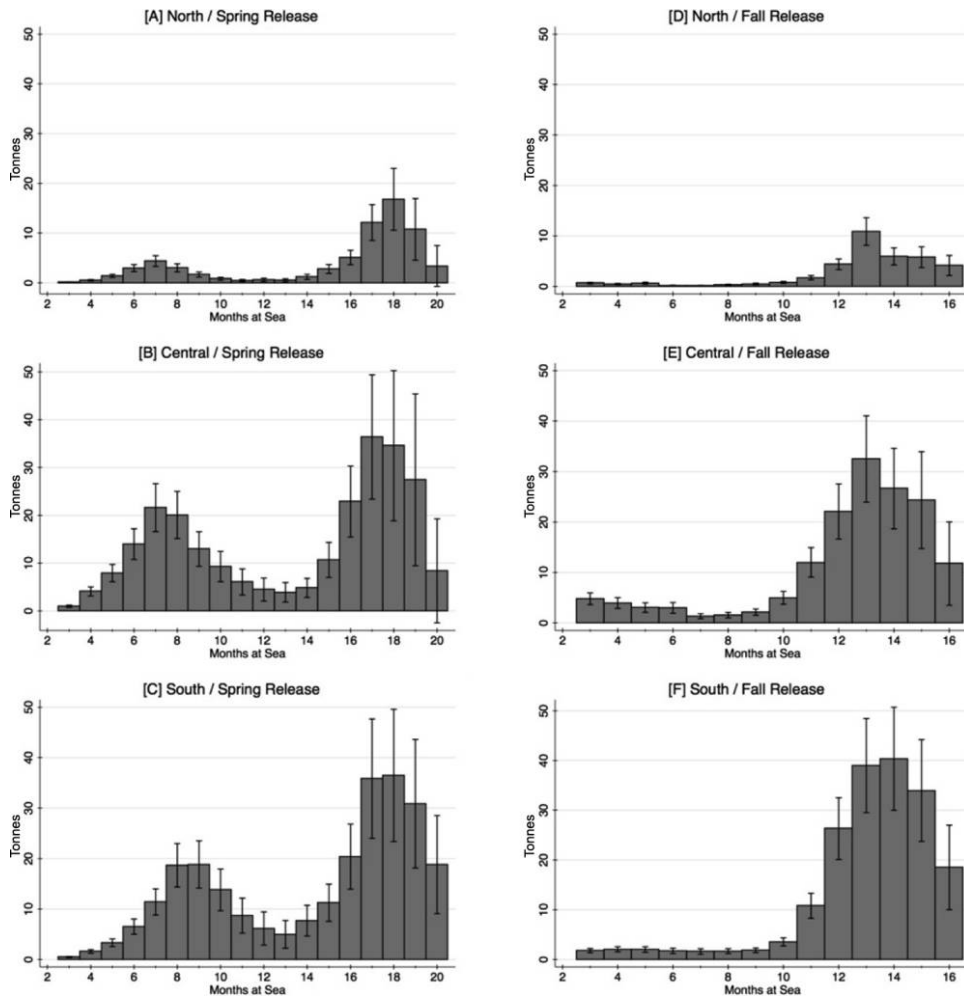 [A] North / Spring Release
50
40
30
20
10
0
Tonnes
2 4 6 8 10 12 14 16 18 20
Months at Sea
[D] North / Fall Release
50
40
30
20
10
0
Tonnes
2 4 6 8 10 12 14 16
Months at Sea
[B] Central / Spring Release
50
40
30
20
10
0
Tonnes
2 4 6 8 10 12 14 16 18 20
Months at Sea
[E] Central / Fall Release
50
40
30
20
10
0
Tonnes
2 4 6 8 10 12 14 16
Months at Sea
[C] South / Spring Release
50
40
30
20
10
0
Tonnes
2 4 6 8 10 12 14 16 18 20
Months at Sea
[F] South / Fall Release
50
40
30
20
10
0
Tonnes
2 4 6 8 10 12 14 16
Months at Sea